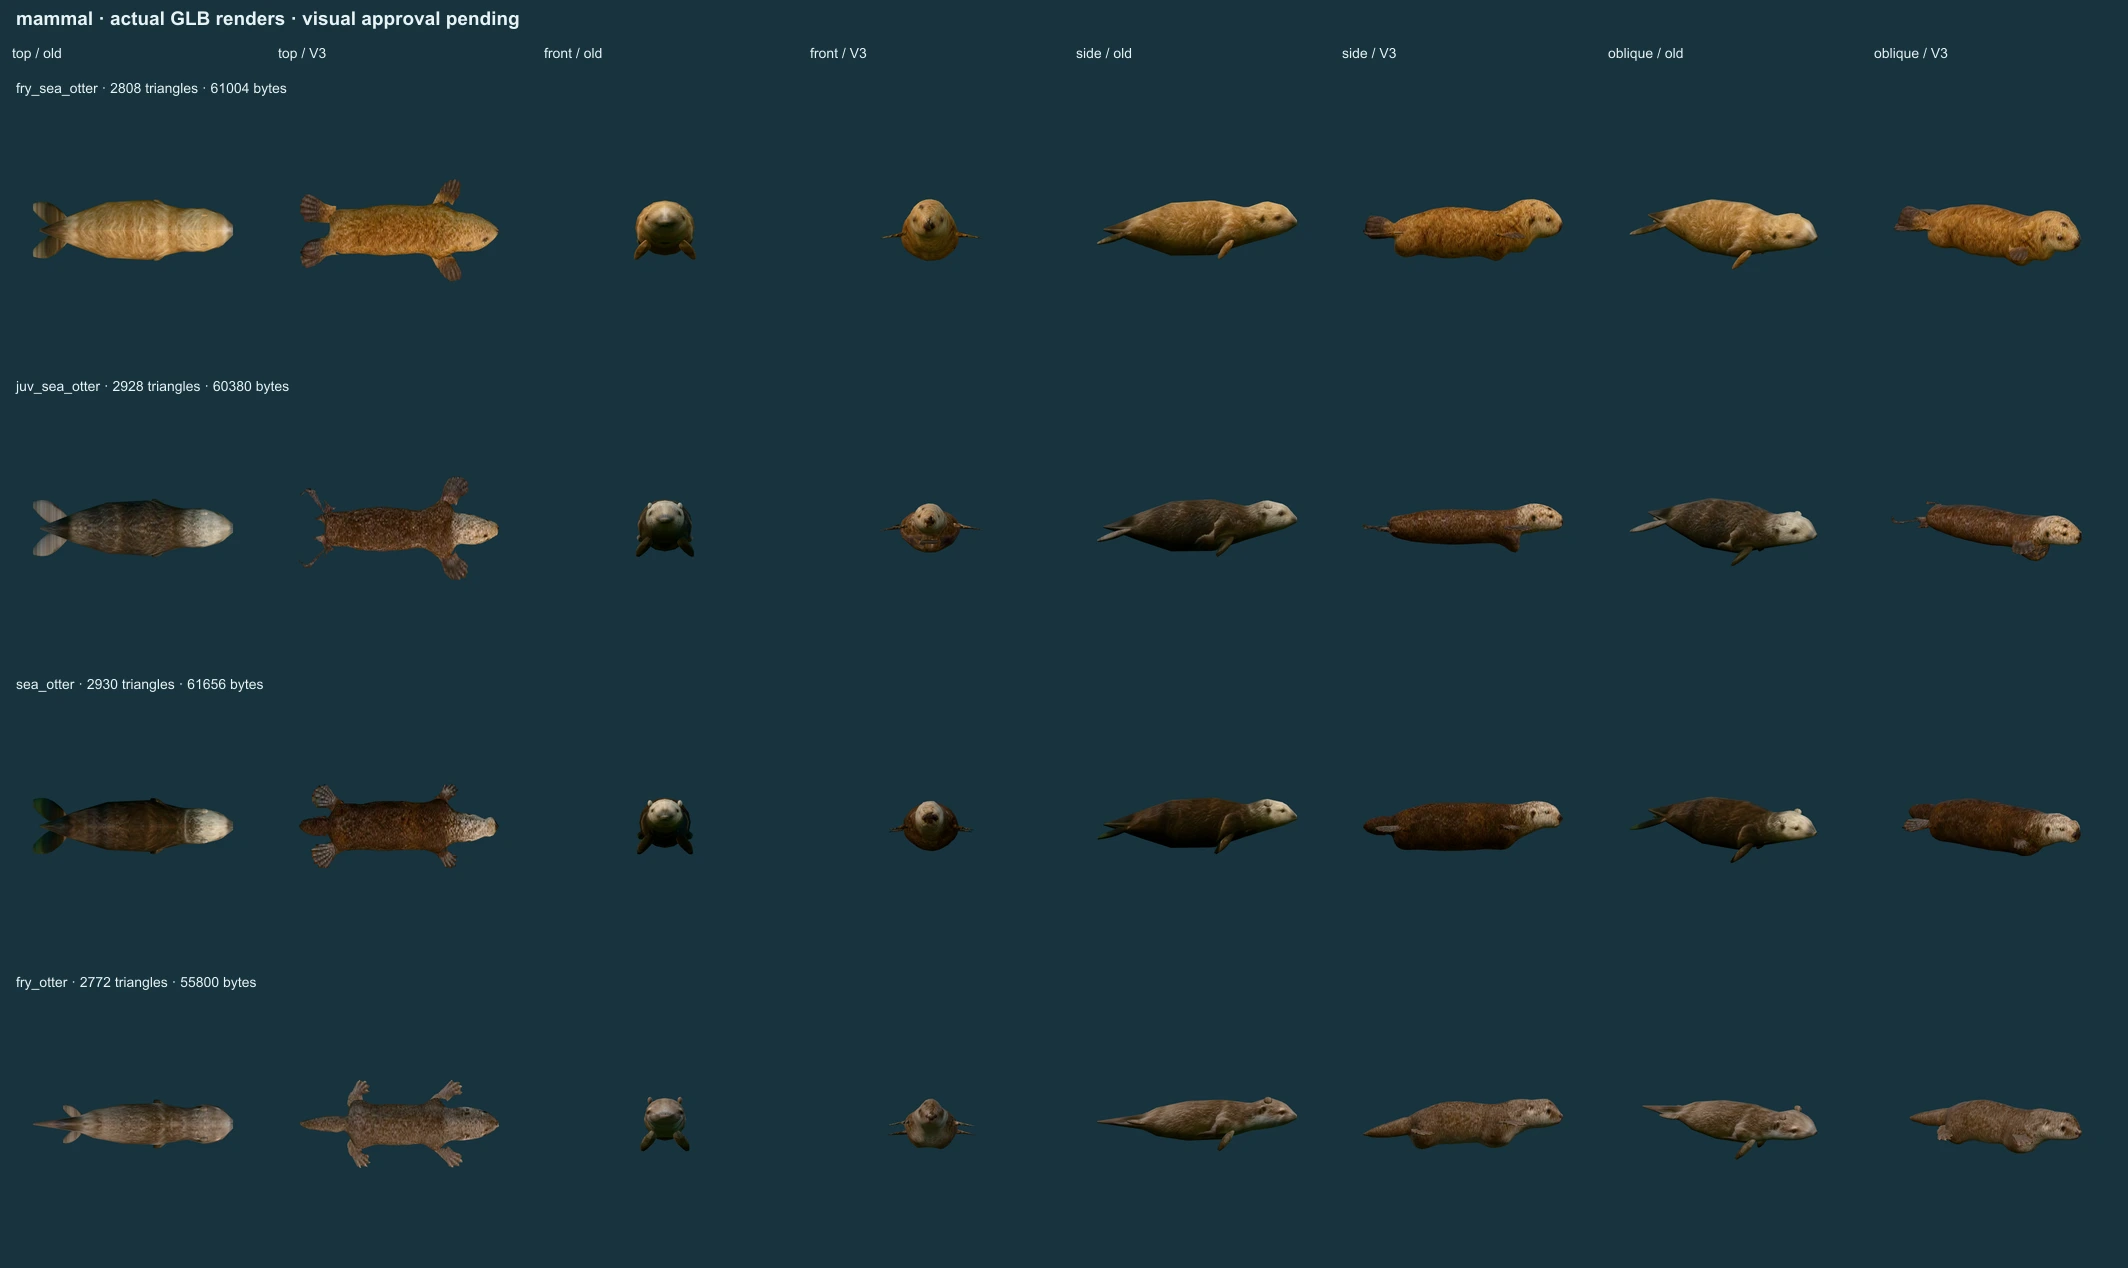 mammal · actual GLB renders · visual approval pending
top / old top / V3 front / old front / V3 side / old side / V3 oblique / old oblique / V3
fry_sea_otter · 2808 triangles · 61004 bytes
juv_sea_otter · 2928 triangles · 60380 bytes
sea_otter · 2930 triangles · 61656 bytes
fry_otter · 2772 triangles · 55800 bytes